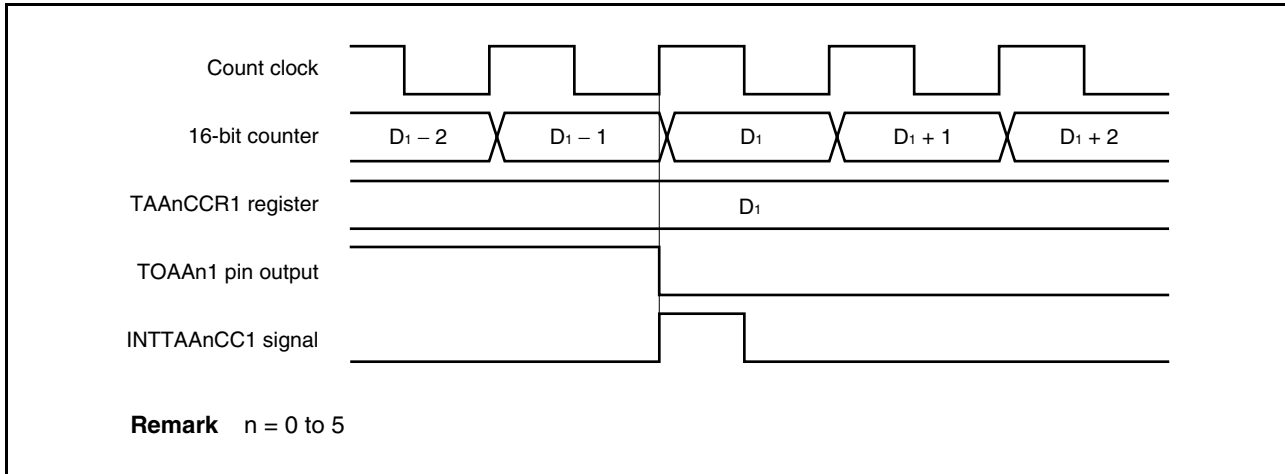 Count clock
16-bit counter D₁ − 2 D₁ − 1 D₁ D₁ + 1 D₁ + 2
TAAnCCR1 register D₁
TOAAn1 pin output
INTTAAnCC1 signal
Remark n = 0 to 5